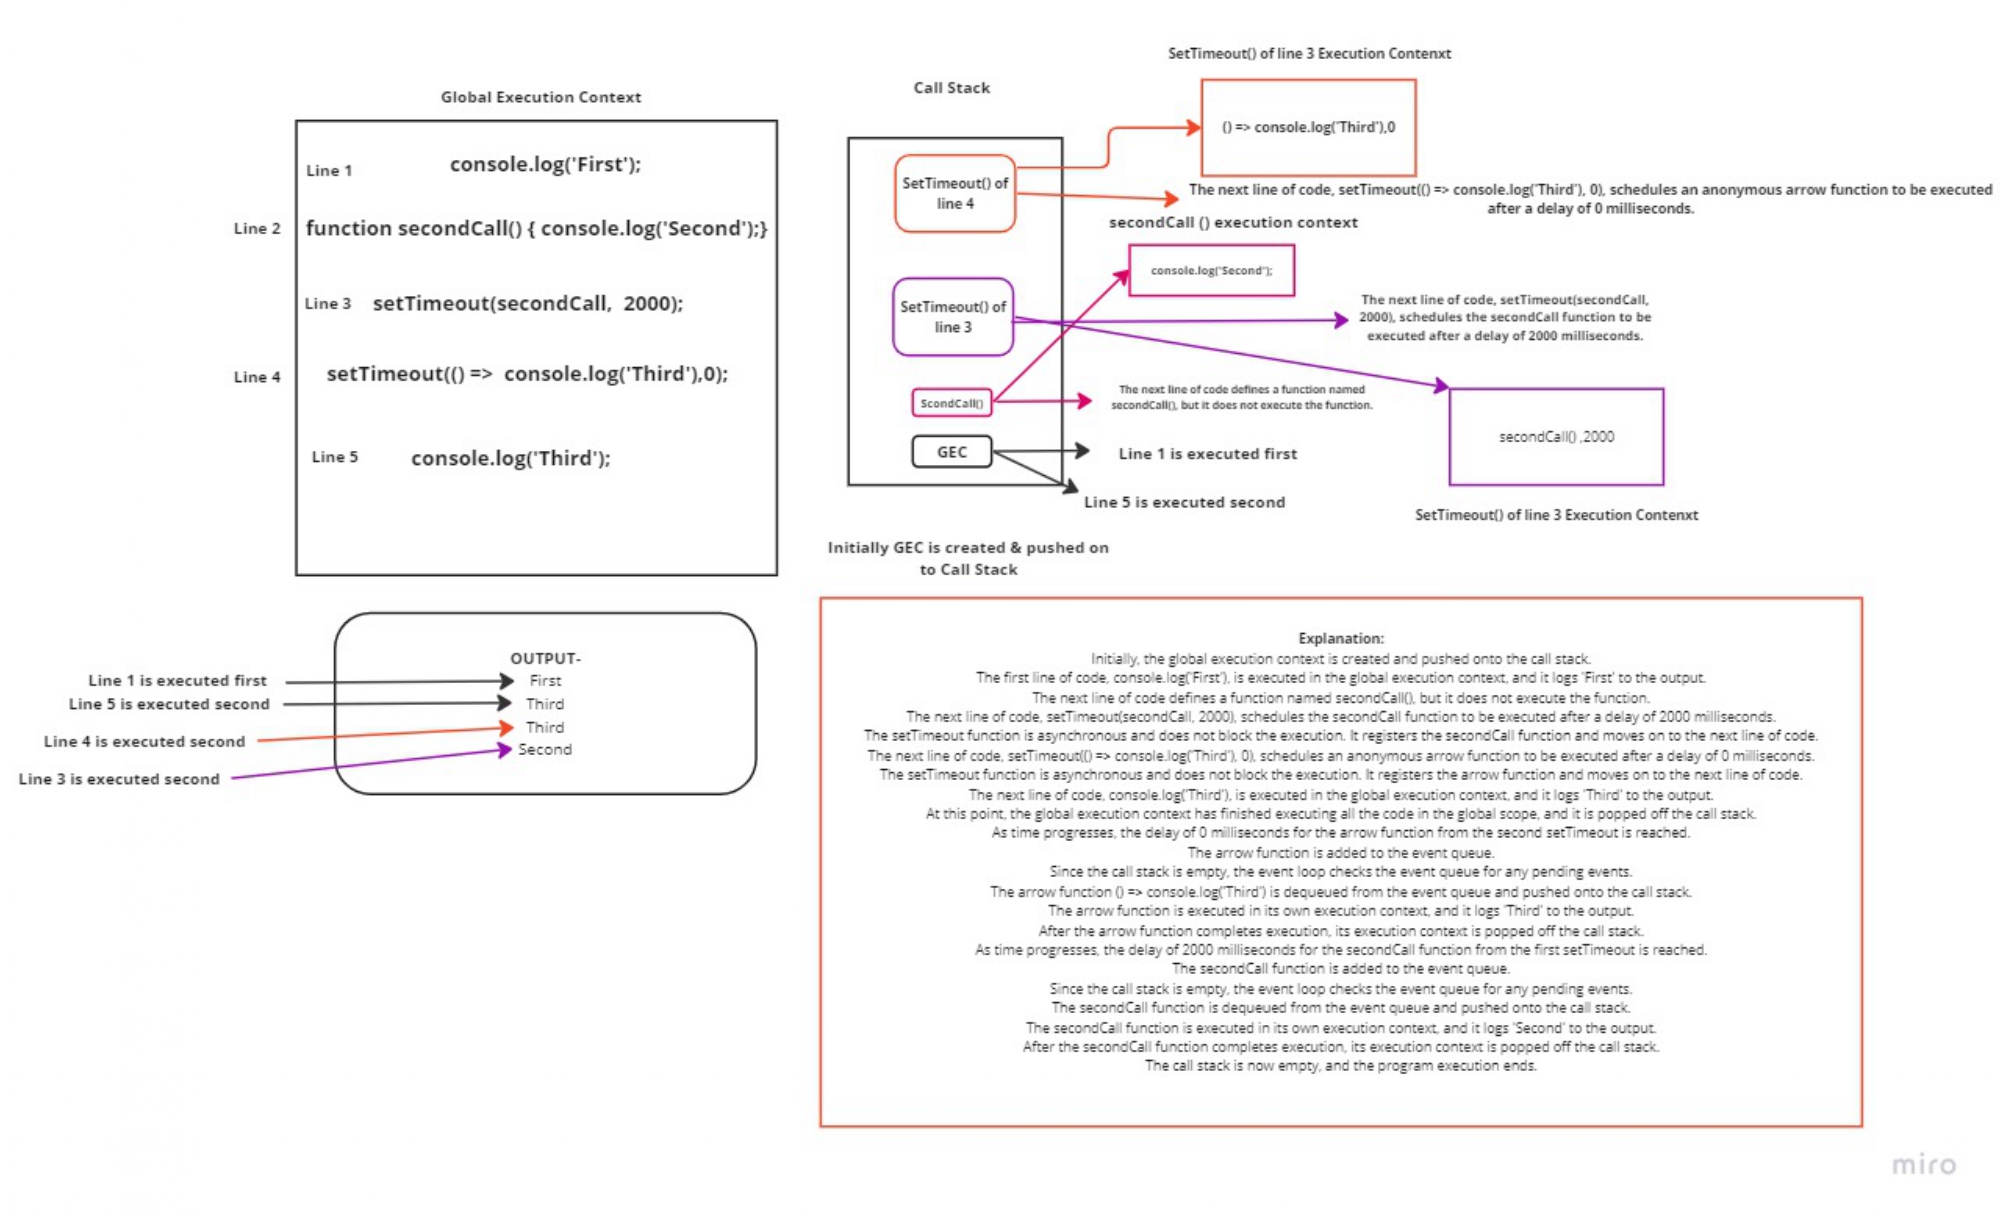 Global Execution Context
Line 1 console.log('First');
Line 2 function secondCall() { console.log('Second');}
Line 3 setTimeout(secondCall, 2000);
Line 4 setTimeout(() => console.log('Third'),0);
Line 5 console.log('Third');
Call Stack
SetTimeout() of
line 4
SetTimeout() of
line 3
ScondCall()
GEC
SetTimeout() of line 3 Execution Contenxt
() => console.log('Third'),0
The next line of code, setTimeout(() => console.log('Third'), 0), schedules an anonymous arrow function to be executed
after a delay of 0 milliseconds.
secondCall () execution context
console.log('Second');
The next line of code, setTimeout(secondCall,
2000), schedules the secondCall function to be
executed after a delay of 2000 milliseconds.
The next line of code defines a function named
secondCall(), but it does not execute the function.
secondCall() ,2000
Line 1 is executed first
Line 5 is executed second
SetTimeout() of line 3 Execution Contenxt
Initially GEC is created & pushed on
to Call Stack
OUTPUT-
Line 1 is executed first First
Line 5 is executed second Third
Line 4 is executed second Third
Line 3 is executed second Second
Explanation:
Initially, the global execution context is created and pushed onto the call stack.
The first line of code, console.log('First'), is executed in the global execution context, and it logs 'First' to the output.
The next line of code defines a function named secondCall(), but it does not execute the function.
The next line of code, setTimeout(secondCall, 2000), schedules the secondCall function to be executed after a delay of 2000 milliseconds.
The setTimeout function is asynchronous and does not block the execution. It registers the secondCall function and moves on to the next line of code.
The next line of code, setTimeout(() => console.log('Third'), 0), schedules an anonymous arrow function to be executed after a delay of 0 milliseconds.
The setTimeout function is asynchronous and does not block the execution. It registers the arrow function and moves on to the next line of code.
The next line of code, console.log('Third'), is executed in the global execution context, and it logs 'Third' to the output.
At this point, the global execution context has finished executing all the code in the global scope, and it is popped off the call stack.
As time progresses, the delay of 0 milliseconds for the arrow function from the second setTimeout is reached.
The arrow function is added to the event queue.
Since the call stack is empty, the event loop checks the event queue for any pending events.
The arrow function () => console.log('Third') is dequeued from the event queue and pushed onto the call stack.
The arrow function is executed in its own execution context, and it logs 'Third' to the output.
After the arrow function completes execution, its execution context is popped off the call stack.
As time progresses, the delay of 2000 milliseconds for the secondCall function from the first setTimeout is reached.
The secondCall function is added to the event queue.
Since the call stack is empty, the event loop checks the event queue for any pending events.
The secondCall function is dequeued from the event queue and pushed onto the call stack.
The secondCall function is executed in its own execution context, and it logs 'Second' to the output.
After the secondCall function completes execution, its execution context is popped off the call stack.
The call stack is now empty, and the program execution ends.
miro